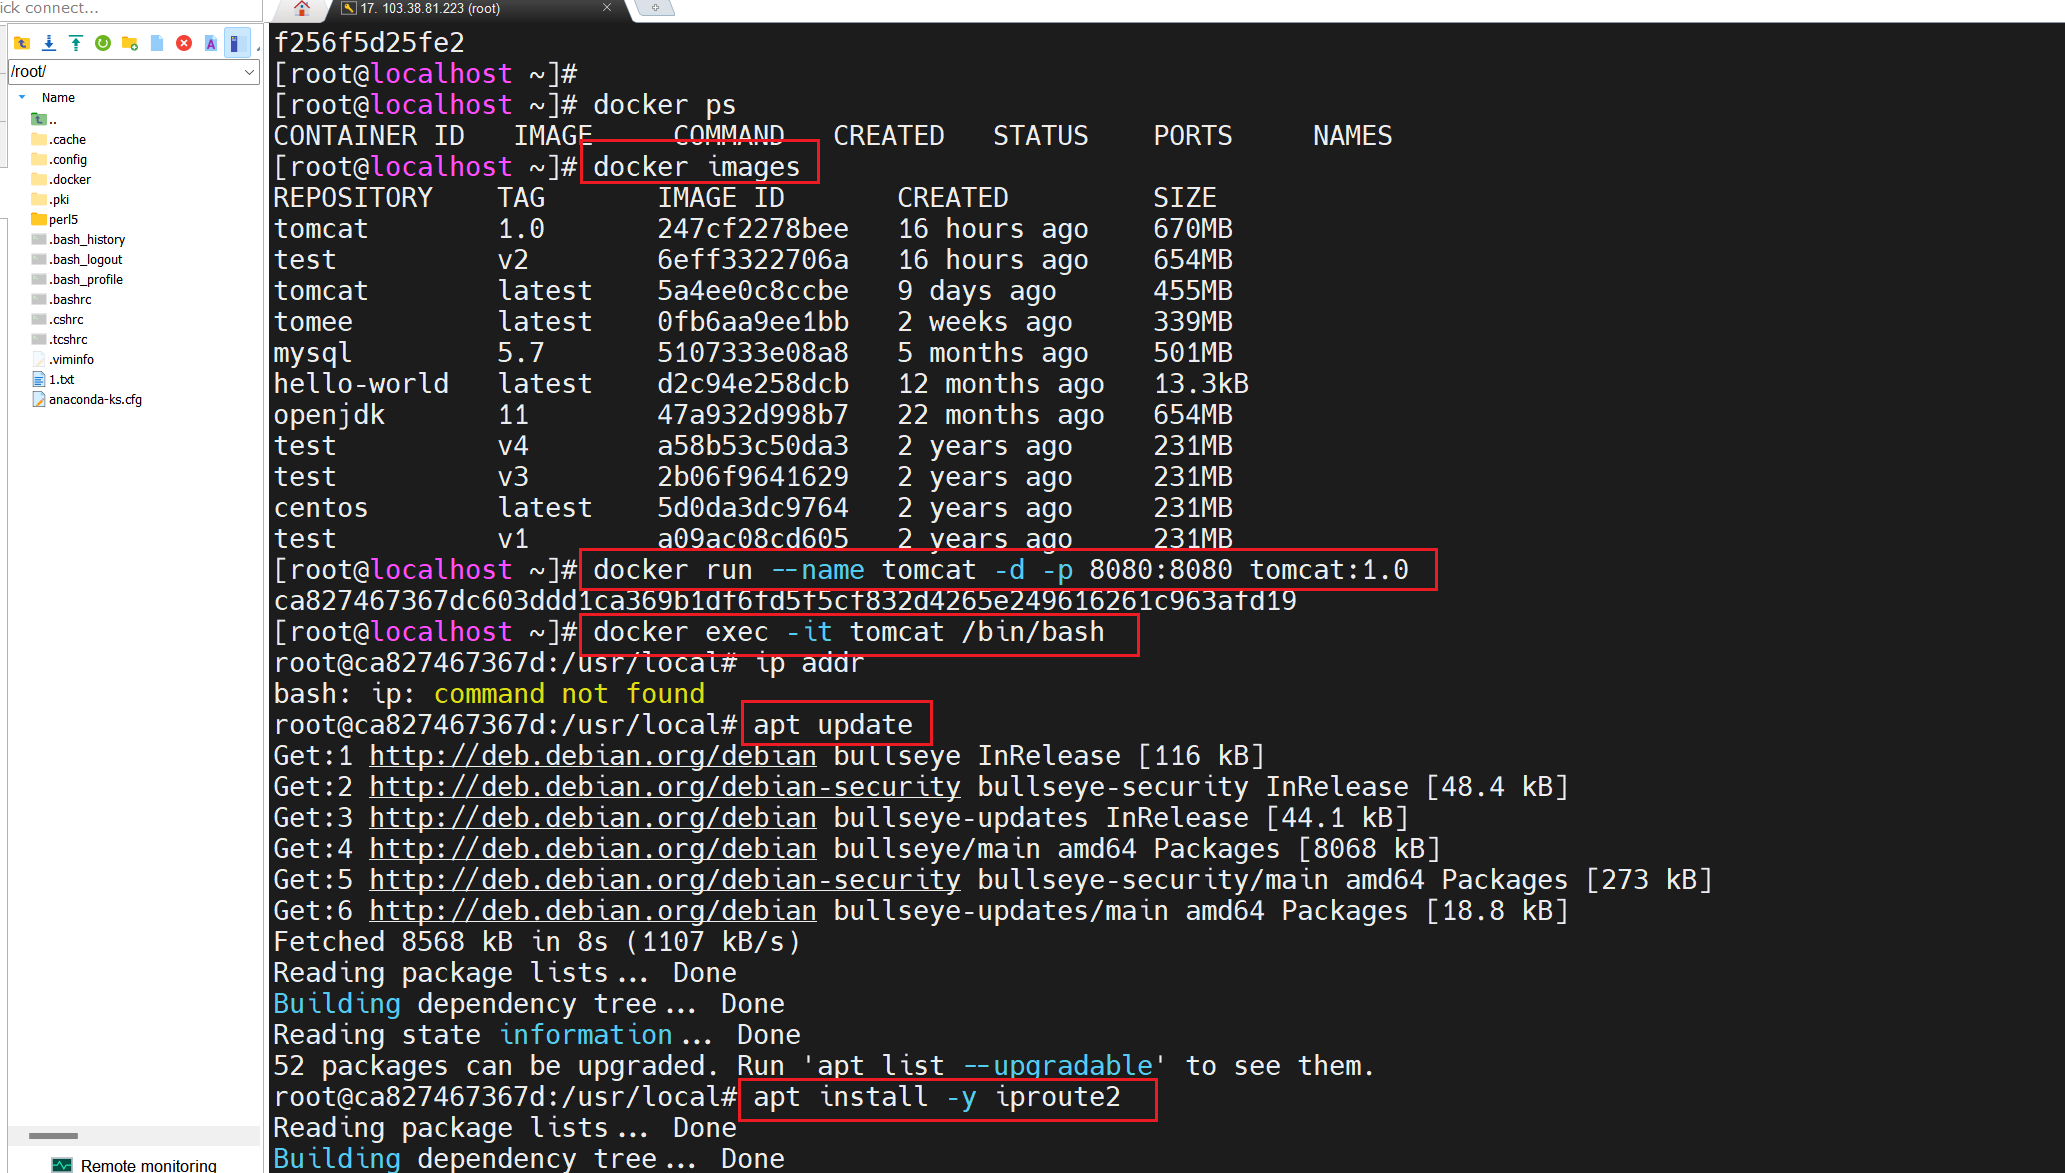 ick connect...
17. 103.38.81.223 (root)
/root/
Name
..
.cache
.config
.docker
.pki
perl5
.bash_history
.bash_logout
.bash_profile
.bashrc
.cshrc
.tcshrc
.viminfo
1.txt
anaconda-ks.cfg
Remote monitoring
f256f5d25fe2
[root@localhost ~]#
[root@localhost ~]# docker ps
CONTAINER ID   IMAGE     COMMAND   CREATED   STATUS    PORTS     NAMES
[root@localhost ~]# docker images
REPOSITORY    TAG       IMAGE ID       CREATED         SIZE
tomcat        1.0       247cf2278bee   16 hours ago    670MB
test          v2        6eff3322706a   16 hours ago    654MB
tomcat        latest    5a4ee0c8ccbe   9 days ago      455MB
tomee         latest    0fb6aa9ee1bb   2 weeks ago     339MB
mysql         5.7       5107333e08a8   5 months ago    501MB
hello-world   latest    d2c94e258dcb   12 months ago   13.3kB
openjdk       11        47a932d998b7   22 months ago   654MB
test          v4        a58b53c50da3   2 years ago     231MB
test          v3        2b06f9641629   2 years ago     231MB
centos        latest    5d0da3dc9764   2 years ago     231MB
test          v1        a09ac08cd605   2 years ago     231MB
[root@localhost ~]# docker run --name tomcat -d -p 8080:8080 tomcat:1.0
ca827467367dc603ddd1ca369b1df6fd5f5cf832d4265e249616261c963afd19
[root@localhost ~]# docker exec -it tomcat /bin/bash
root@ca827467367d:/usr/local# ip addr
bash: ip: command not found
root@ca827467367d:/usr/local# apt update
Get:1 http://deb.debian.org/debian bullseye InRelease [116 kB]
Get:2 http://deb.debian.org/debian-security bullseye-security InRelease [48.4 kB]
Get:3 http://deb.debian.org/debian bullseye-updates InRelease [44.1 kB]
Get:4 http://deb.debian.org/debian bullseye/main amd64 Packages [8068 kB]
Get:5 http://deb.debian.org/debian-security bullseye-security/main amd64 Packages [273 kB]
Get:6 http://deb.debian.org/debian bullseye-updates/main amd64 Packages [18.8 kB]
Fetched 8568 kB in 8s (1107 kB/s)
Reading package lists... Done
Building dependency tree... Done
Reading state information... Done
52 packages can be upgraded. Run 'apt list --upgradable' to see them.
root@ca827467367d:/usr/local# apt install -y iproute2
Reading package lists... Done
Building dependency tree... Done